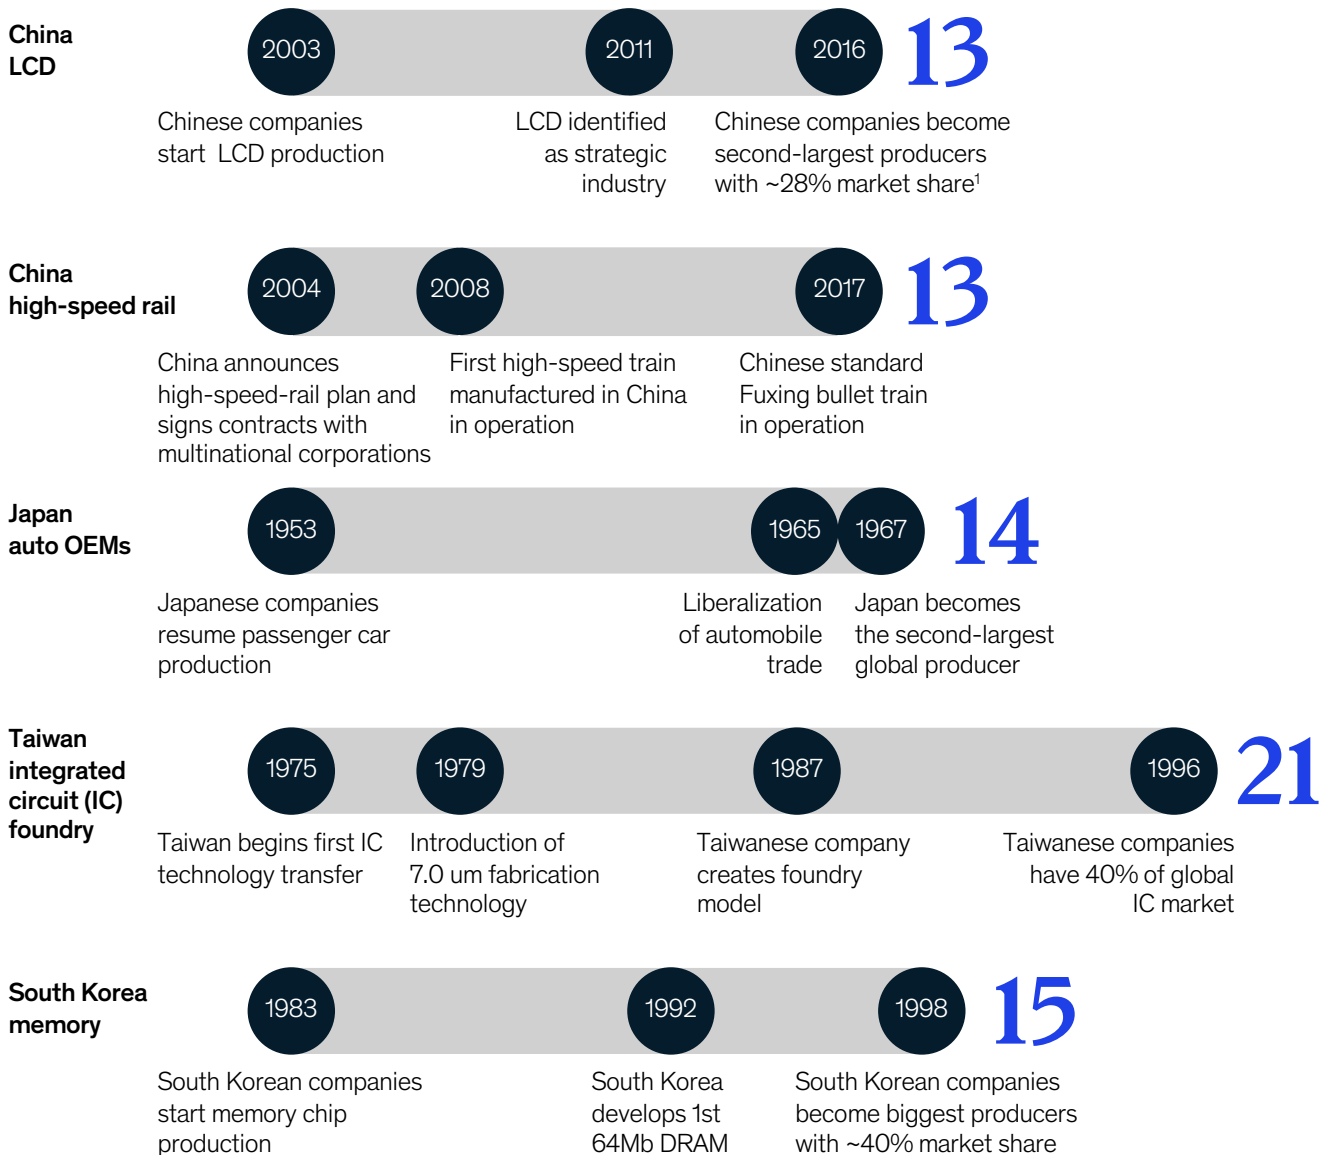 China
LCD
2003
2011
2016
13
Chinese companies
start LCD production
LCD identified
as strategic
industry
Chinese companies become
second-largest producers
with ~28% market share¹
China
high-speed rail
2004
2008
2017
13
China announces
high-speed-rail plan and
signs contracts with
multinational corporations
First high-speed train
manufactured in China
in operation
Chinese standard
Fuxing bullet train
in operation
Japan
auto OEMs
1953
1965
1967
14
Japanese companies
resume passenger car
production
Liberalization
of automobile
trade
Japan becomes
the second-largest
global producer
Taiwan
integrated
circuit (IC)
foundry
1975
1979
1987
1996
21
Taiwan begins first IC
technology transfer
Introduction of
7.0 um fabrication
technology
Taiwanese company
creates foundry
model
Taiwanese companies
have 40% of global
IC market
South Korea
memory
1983
1992
1998
15
South Korean companies
start memory chip
production
South Korea
develops 1st
64Mb DRAM
South Korean companies
become biggest producers
with ~40% market share